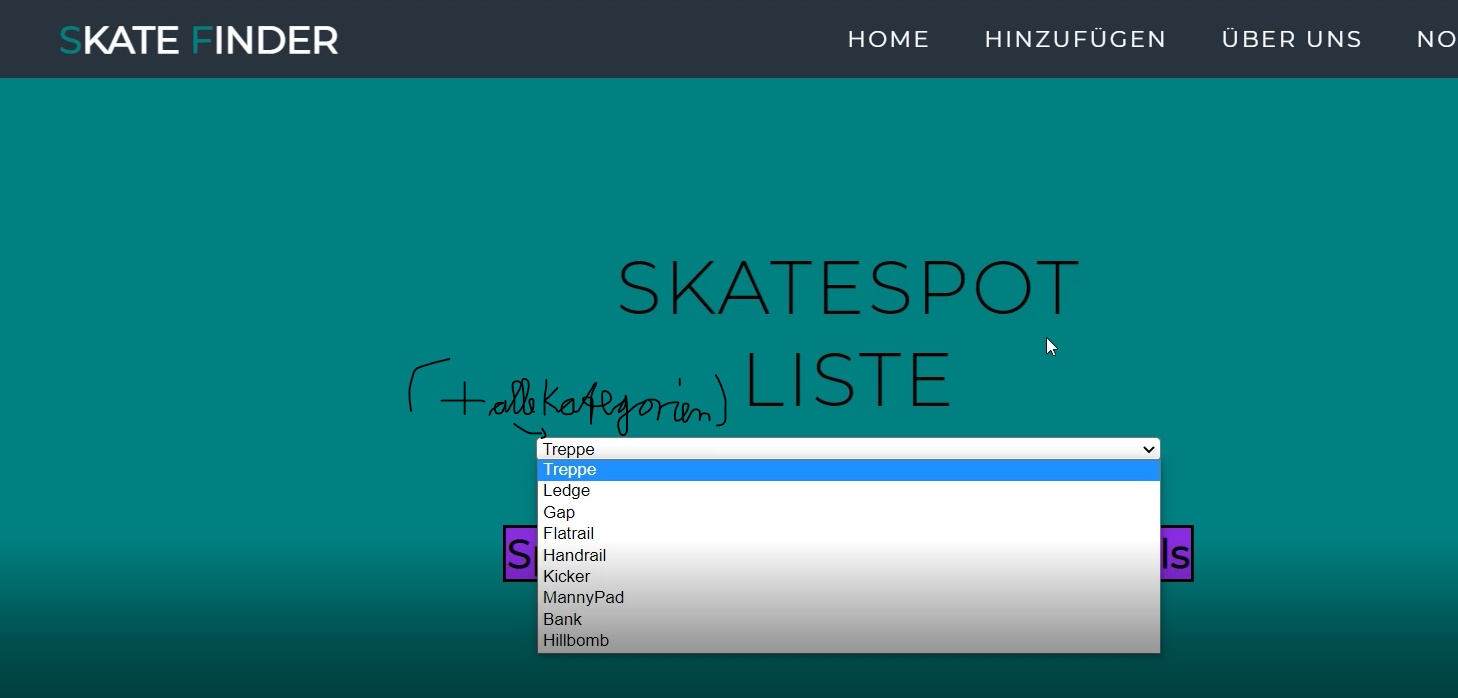 SKATE FINDER
HOME HINZUFÜGEN ÜBER UNS NO
SKATESPOT
LISTE
(+ alle Kategorien)
Treppe
Treppe
Ledge
Gap
Flatrail
Handrail
Kicker
MannyPad
Bank
Hillbomb
ls